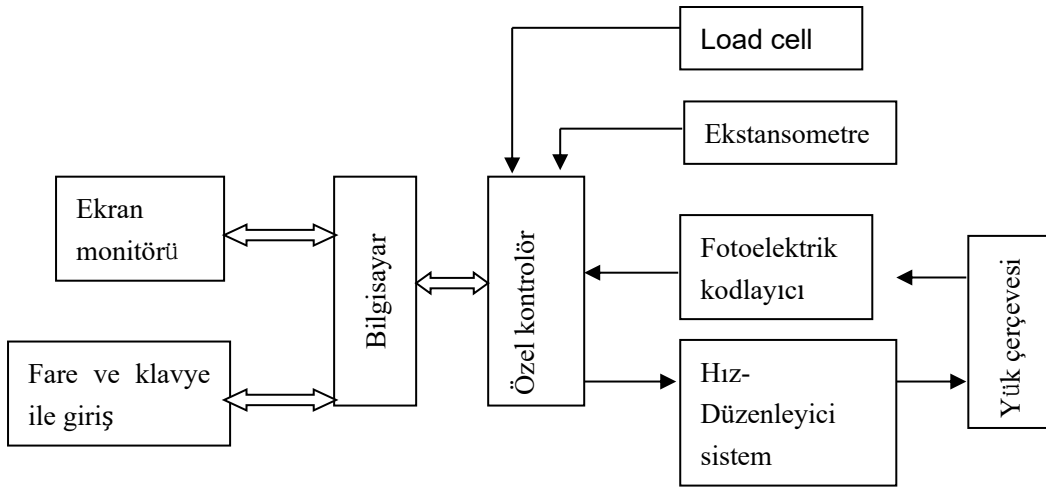 Load cell
Ekstansometre
Ekran
monitörü
Bilgisayar
Özel kontrolör
Fotoelektrik
kodlayıcı
Yük çerçevesi
Fare ve klavye
ile giriş
Hız-
Düzenleyici
sistem